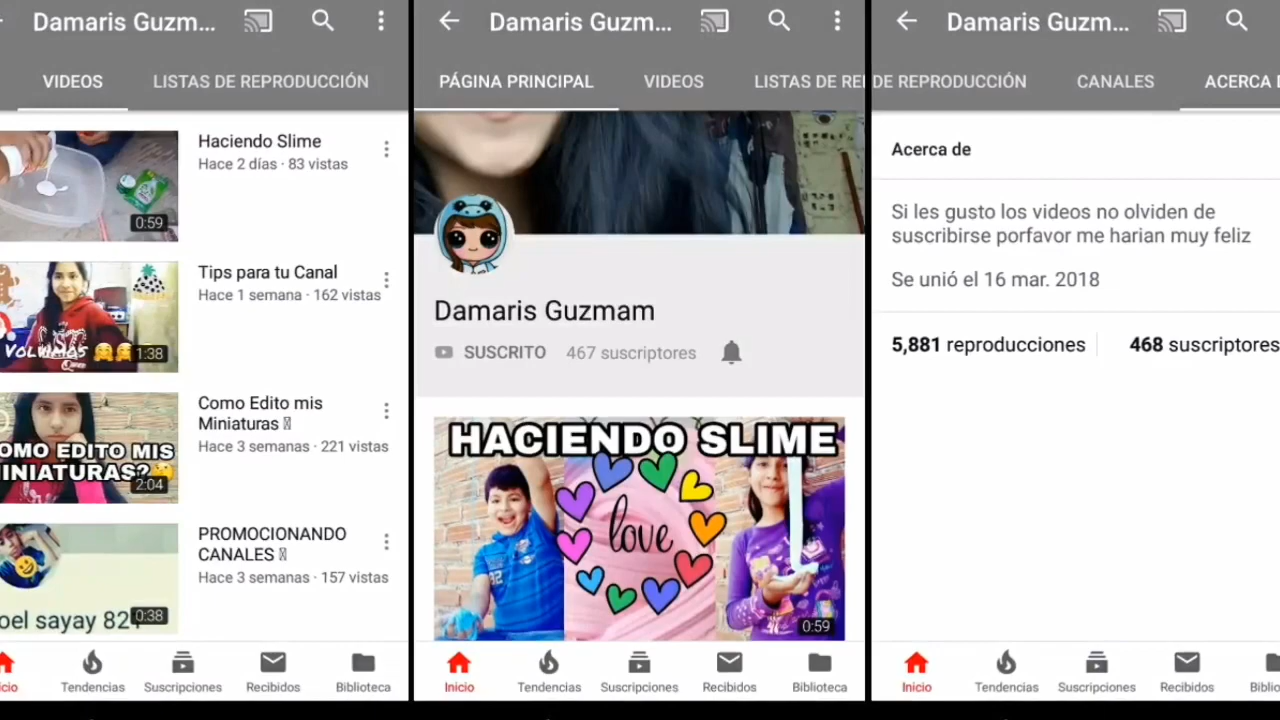 Damaris Guzm...
VIDEOS
LISTAS DE REPRODUCCIÓN
0:59
Haciendo Slime
Hace 2 días · 83 vistas
VOLVIMOS
1:38
Tips para tu Canal
Hace 1 semana · 162 vistas
OMO EDITO MIS
INIATURAS?
2:04
Como Edito mis
Miniaturas
Hace 3 semanas · 221 vistas
oel sayay 821
0:38
PROMOCIONANDO
CANALES
Hace 3 semanas · 157 vistas
icio
Tendencias
Suscripciones
Recibidos
Biblioteca
Damaris Guzm...
PÁGINA PRINCIPAL
VIDEOS
LISTAS DE RE
Damaris Guzmam
SUSCRITO
467 suscriptores
HACIENDO SLIME
love
0:59
Inicio
Tendencias
Suscripciones
Recibidos
Biblioteca
Damaris Guzm...
DE REPRODUCCIÓN
CANALES
ACERCA
Acerca de
Si les gusto los videos no olviden de
suscribirse porfavor me harian muy feliz
Se unió el 16 mar. 2018
5,881 reproducciones
468 suscriptores
Inicio
Tendencias
Suscripciones
Recibidos
Biblio